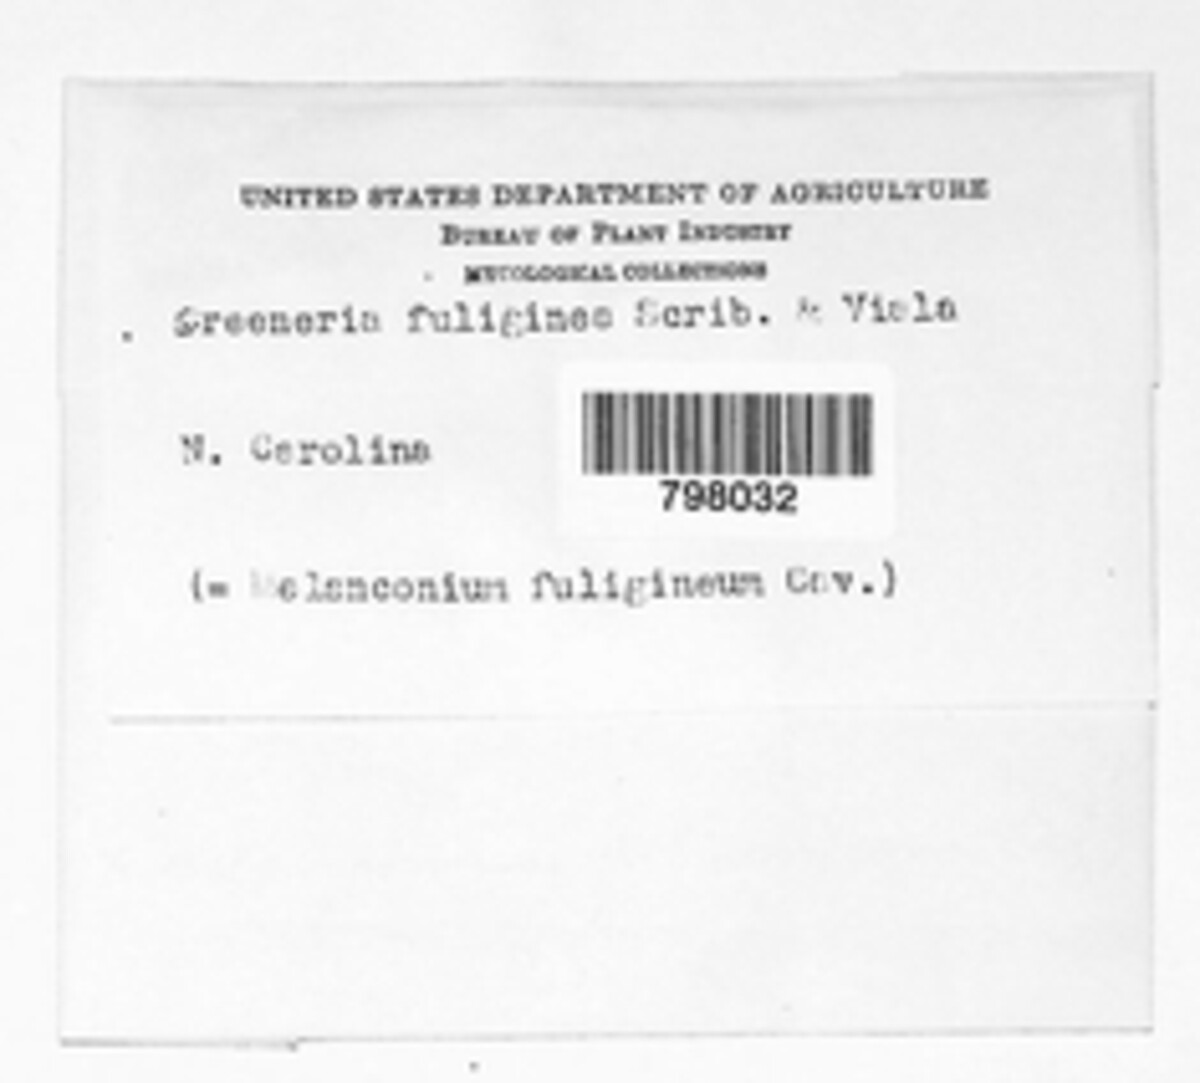 UNITED STATES DEPARTMENT OF AGRICULTURE
BUREAU OF PLANT INDUSTRY
MYCOLOGICAL COLLECTIONS
Greeneria fuliginea Scrib. & Viala
N. Carolina
798032
(= Melanconium fuligineum Cav.)